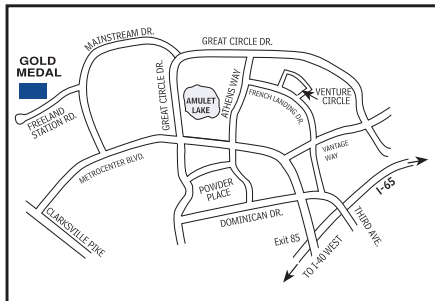 MAINSTREAM DR.
GREAT CIRCLE DR.
GOLD
MEDAL
FREELAND
STATION RD.
GREAT CIRCLE DR.
AMULET
LAKE
ATHENS WAY
FRENCH LANDING DR.
VENTURE
CIRCLE
METROCENTER BLVD.
VANTAGE
WAY
I-65
POWDER
PLACE
CLARKSVILLE PIKE
DOMINICAN DR.
THIRD AVE.
Exit 85
TO I-40 WEST